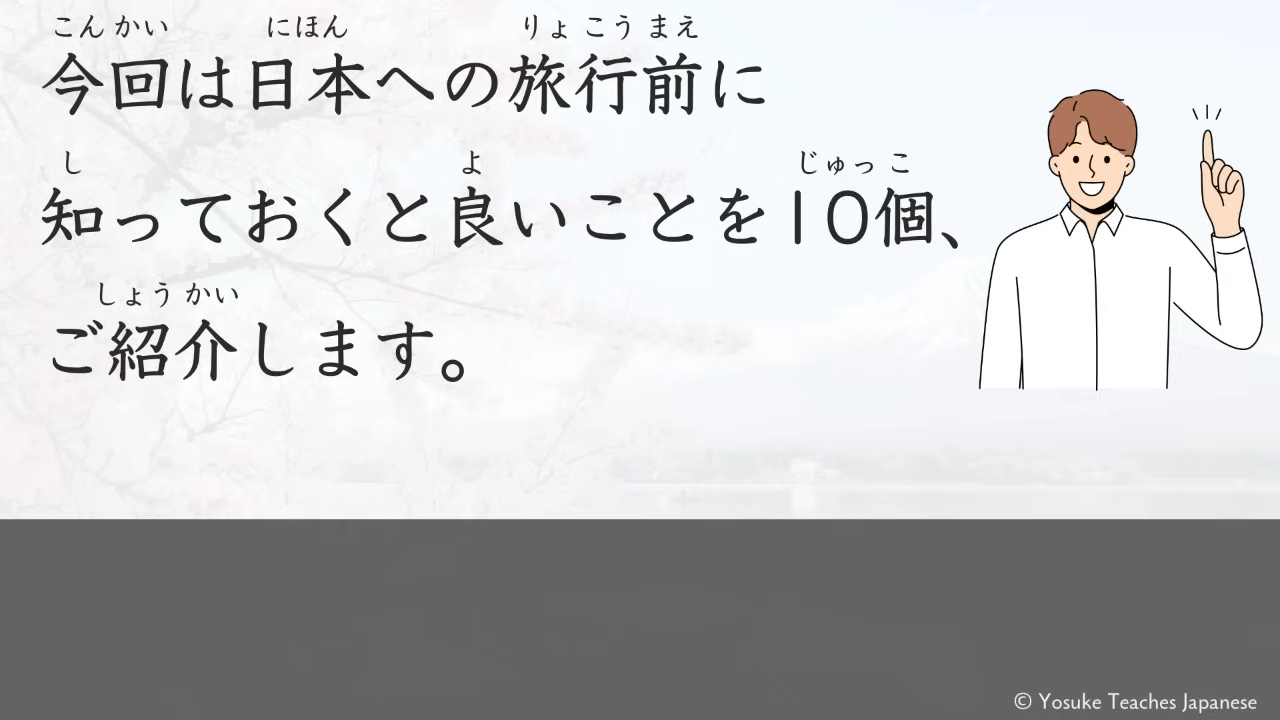 こんかい にほん りょこうまえ
今回は日本への旅行前に
し よ じゅっこ
知っておくと良いことを10個、
しょうかい
ご紹介します。
© Yosuke Teaches Japanese